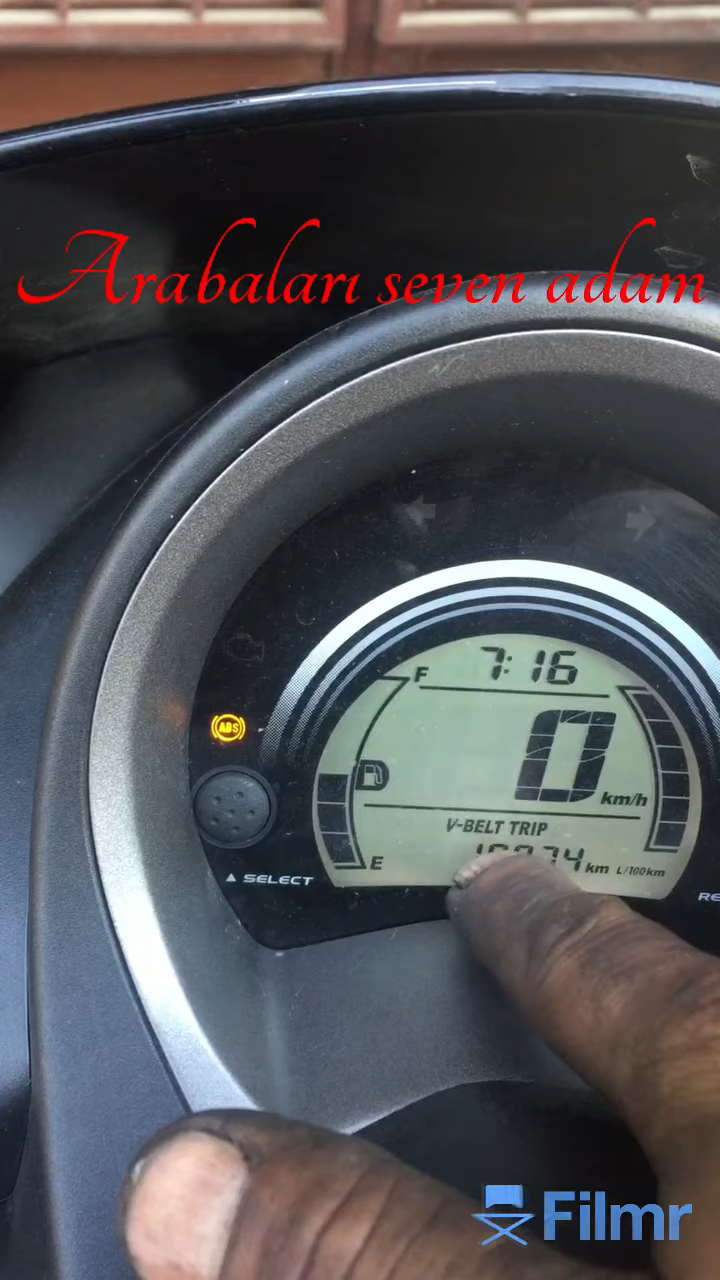 Arabaları seven adam
F
7:16
0
km/h
ABS
V-BELT TRIP
E
km L/100km
▲ SELECT
Filmr